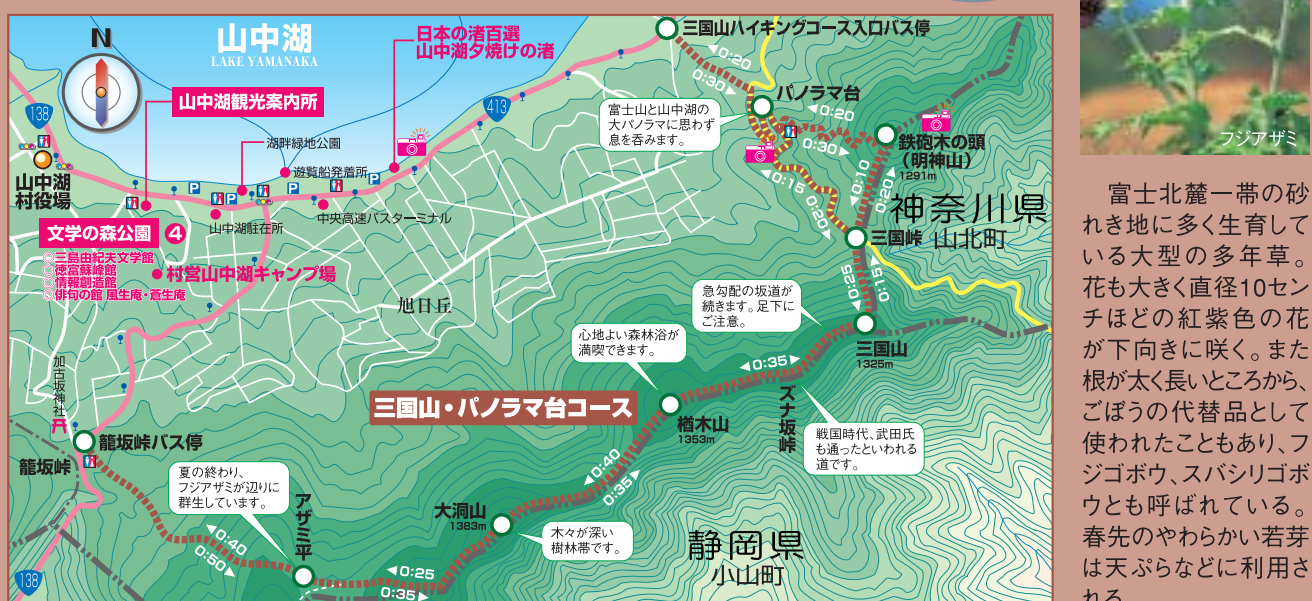 N
山中湖
LAKE YAMANAKA
日本の渚百選
山中湖夕焼けの渚
三国山ハイキングコース入口バス停
◀0:20
0:30▶
413
138
山中湖観光案内所
パノラマ台
富士山と山中湖の
大パノラマに思わず
息を呑みます。
◀0:20
0:30▶
鉄砲木の頭
(明神山)
1291m
湖畔緑地公園
遊覧船発着所
P
P
P
P
山中湖
村役場
中央高速バスターミナル
山中湖駐在所
◀0:15
0:20▶
◀0:10
0:20▶
神奈川県
山北町
三国峠
文学の森公園 4
◎三島由紀夫文学館
◎徳富蘇峰館
◎情報創造館
◎俳句の館 風生庵・蒼生庵
村営山中湖キャンプ場
旭日丘
0:25
0:15
急勾配の坂道が
続きます。足下に
ご注意。
三国山
1325m
心地よい森林浴が
満喫できます。
◀0:35▶
ズナ坂峠
加古坂神社
三国山・パノラマ台コース
楢木山
1353m
戦国時代、武田氏
も通ったといわれる
道です。
籠坂峠バス停
籠坂峠
夏の終わり、
フジアザミが辺りに
群生しています。
アザミ平
◀0:40
0:35▶
大洞山
1383m
木々が深い
樹林帯です。
静岡県
小山町
◀0:40
0:50▶
◀0:25
0:35▶
138
フジアザミ
富士北麓一帯の砂
れき地に多く生育して
いる大型の多年草。
花も大きく直径10セン
チほどの紅紫色の花
が下向きに咲く。また
根が太く長いところから、
ごぼうの代替品として
使われたこともあり、フ
ジゴボウ、スバシリゴボ
ウとも呼ばれている。
春先のやわらかい若芽
は天ぷらなどに利用さ
れる